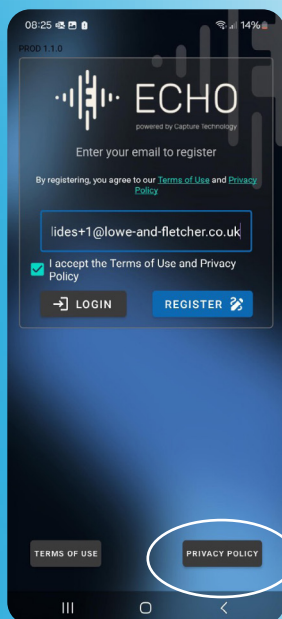 08:25 14%
PROD 1.1.0
ECHO
powered by Capture Technology
Enter your email to register
By registering, you agree to our Terms of Use and Privacy
Policy
lides+1@lowe-and-fletcher.co.uk
I accept the Terms of Use and Privacy
Policy
LOGIN REGISTER
TERMS OF USE PRIVACY POLICY